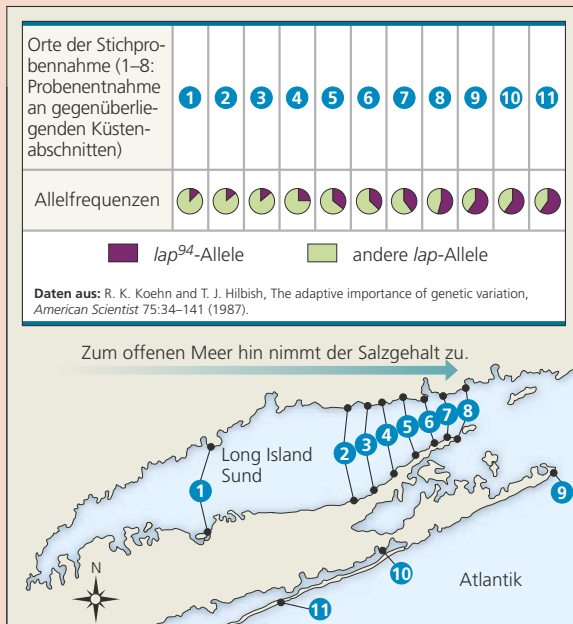 Orte der Stichpro-
bennahme (1–8:
Probenentnahme
an gegenüberlie-
genden Küsten-
abschnitten)
1 2 3 4 5 6 7 8 9 10 11
Allelfrequenzen
lap94-Allele
andere lap-Allele
Daten aus: R. K. Koehn and T. J. Hilbish, The adaptive importance of genetic variation,
American Scientist 75:34–141 (1987).
Zum offenen Meer hin nimmt der Salzgehalt zu.
Long Island
Sund
1
2
3
4
5
6
7
8
9
N
10
Atlantik
11